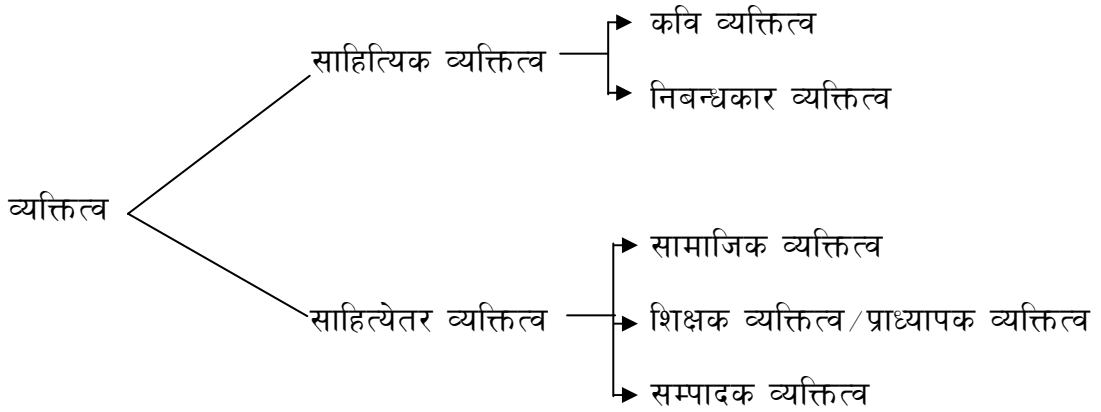 व्यक्तित्व
साहित्यिक व्यक्तित्व
कवि व्यक्तित्व
निबन्धकार व्यक्तित्व
साहित्येतर व्यक्तित्व
सामाजिक व्यक्तित्व
शिक्षक व्यक्तित्व/प्राध्यापक व्यक्तित्व
सम्पादक व्यक्तित्व